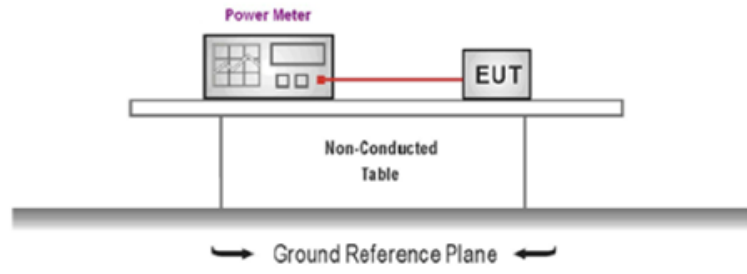 Power Meter
EUT
Non-Conducted
Table
Ground Reference Plane